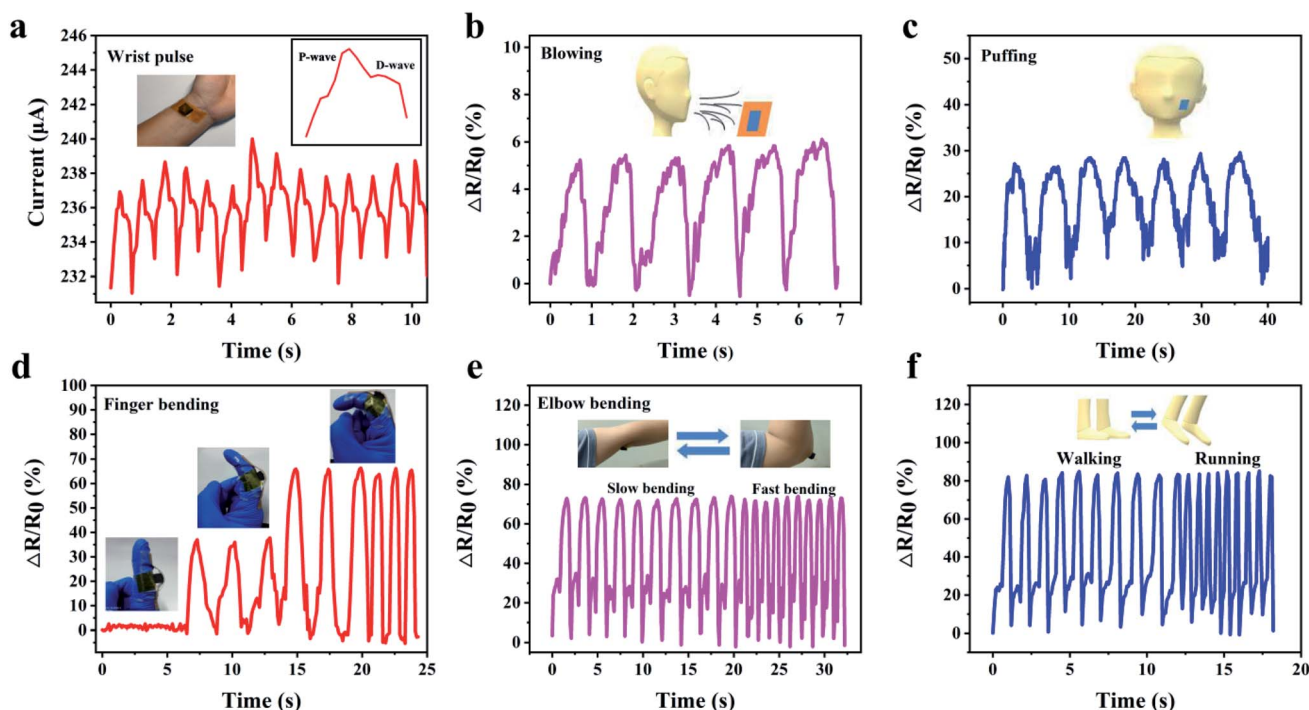 a
Wrist pulse
P-wave
D-wave
246
244
242
240
238
236
234
232
Current (μA)
0 2 4 6 8 10
Time (s)
b
Blowing
10
8
6
4
2
0
△R/R0 (%)
0 1 2 3 4 5 6 7
Time (s)
c
Puffing
50
40
30
20
10
0
△R/R0 (%)
0 10 20 30 40
Time (s)
d
Finger bending
100
90
80
70
60
50
40
30
20
10
0
△R/R0 (%)
0 5 10 15 20 25
Time (s)
e
Elbow bending
Slow bending Fast bending
120
100
80
60
40
20
0
△R/R0 (%)
0 5 10 15 20 25 30
Time (s)
f
Walking Running
120
100
80
60
40
20
0
△R/R0 (%)
0 5 10 15 20
Time (s)